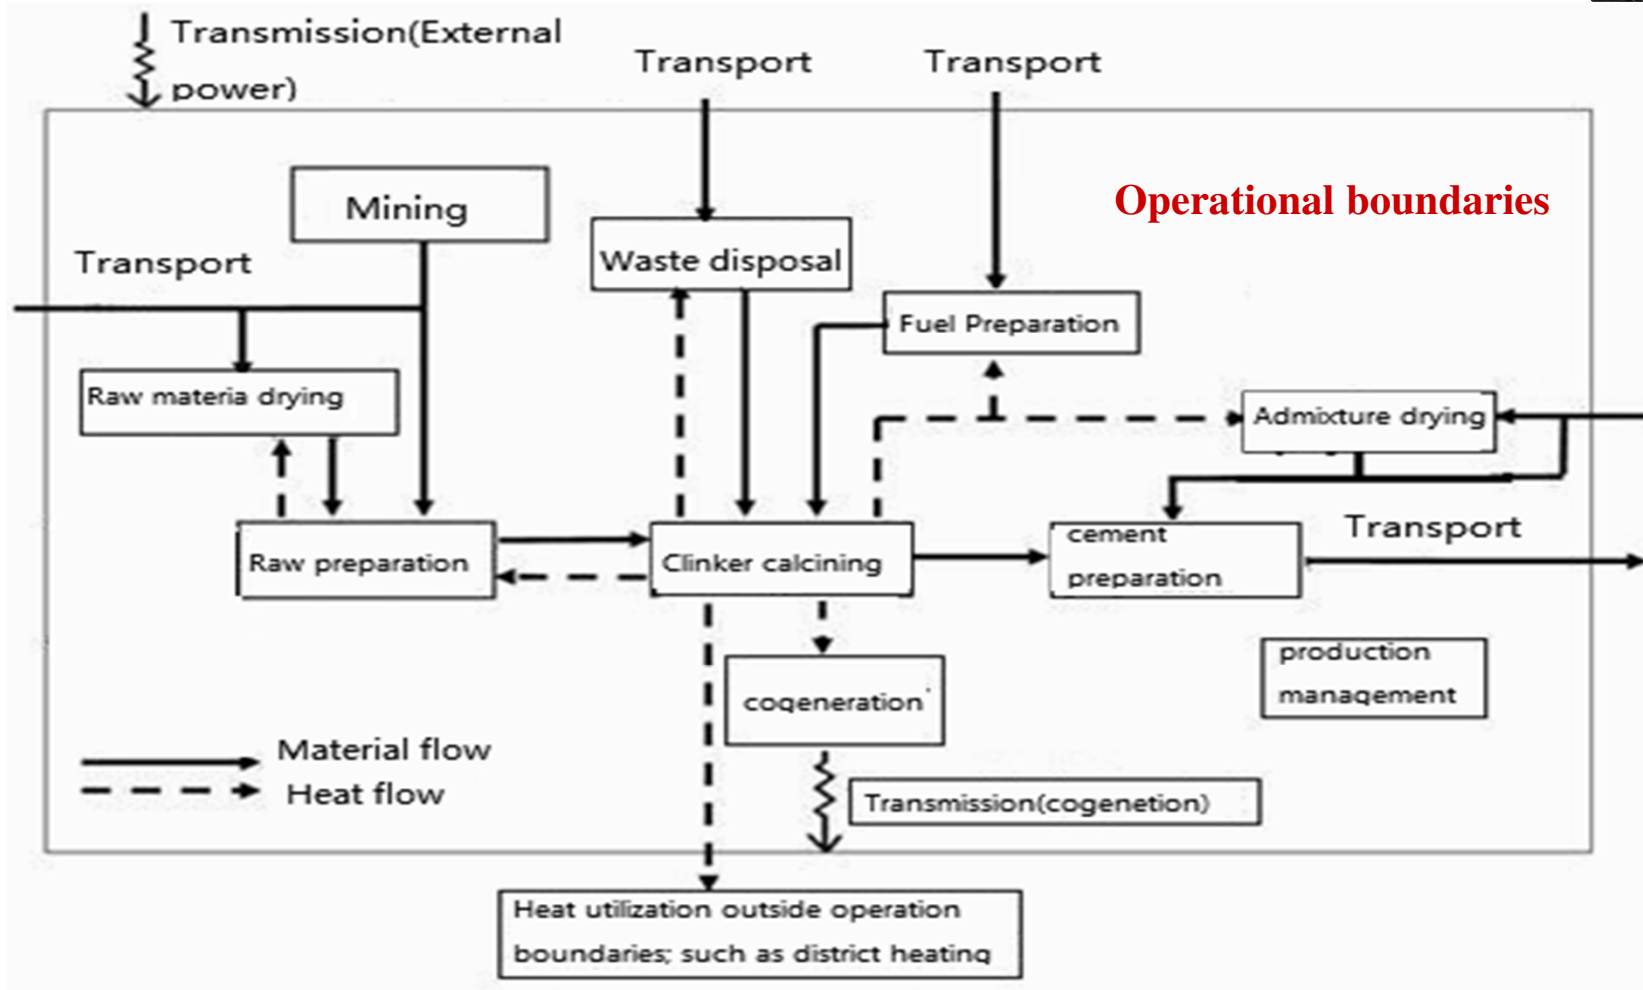 Transmission(External
power)
Transport
Transport
Operational boundaries
Mining
Waste disposal
Transport
Fuel Preparation
Raw materia drying
Admixture drying
Transport
Raw preparation
Clinker calcining
cement
preparation
production
management
cogeneration
Material flow
Heat flow
Transmission(cogenetion)
Heat utilization outside operation
boundaries; such as district heating